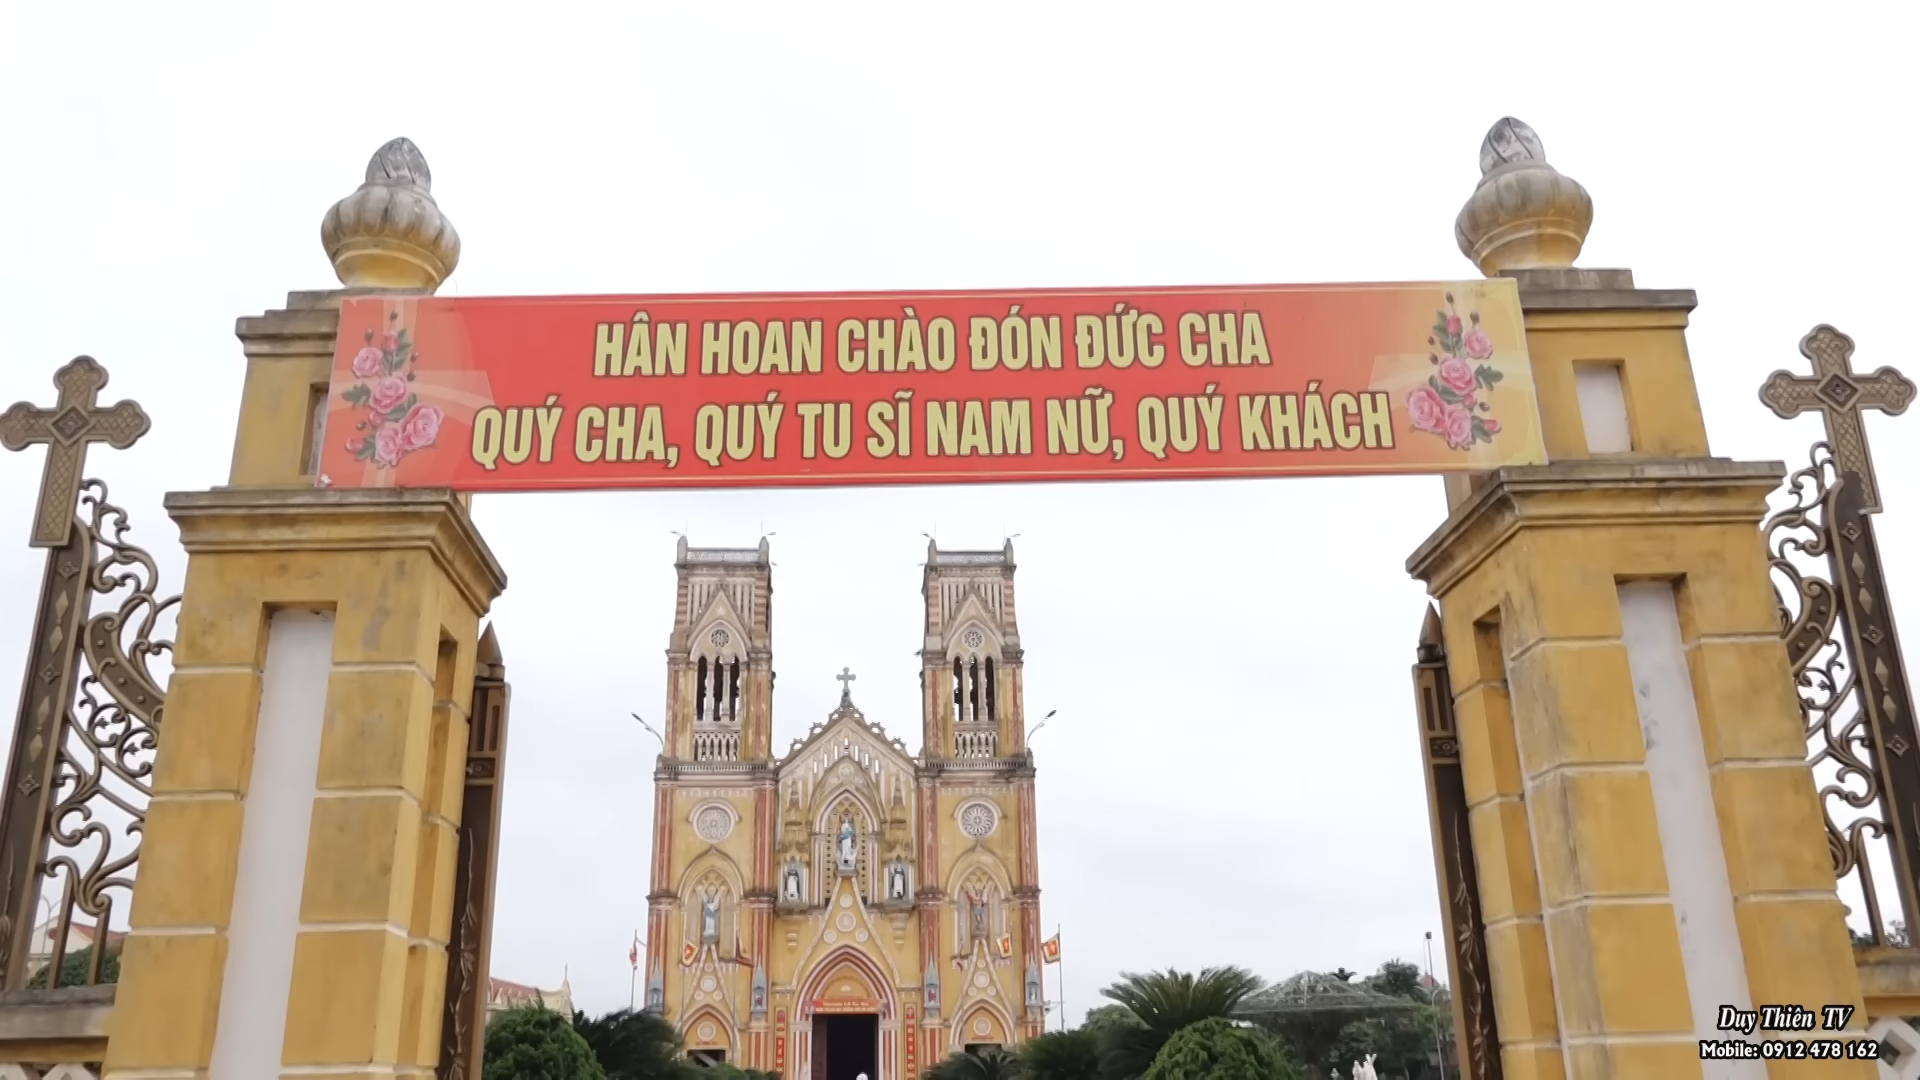 HÂN HOAN CHÀO ĐÓN ĐỨC CHA
QUÝ CHA, QUÝ TU SĨ NAM NỮ, QUÝ KHÁCH
Duy Thiên TV
Mobile: 0912 478 162